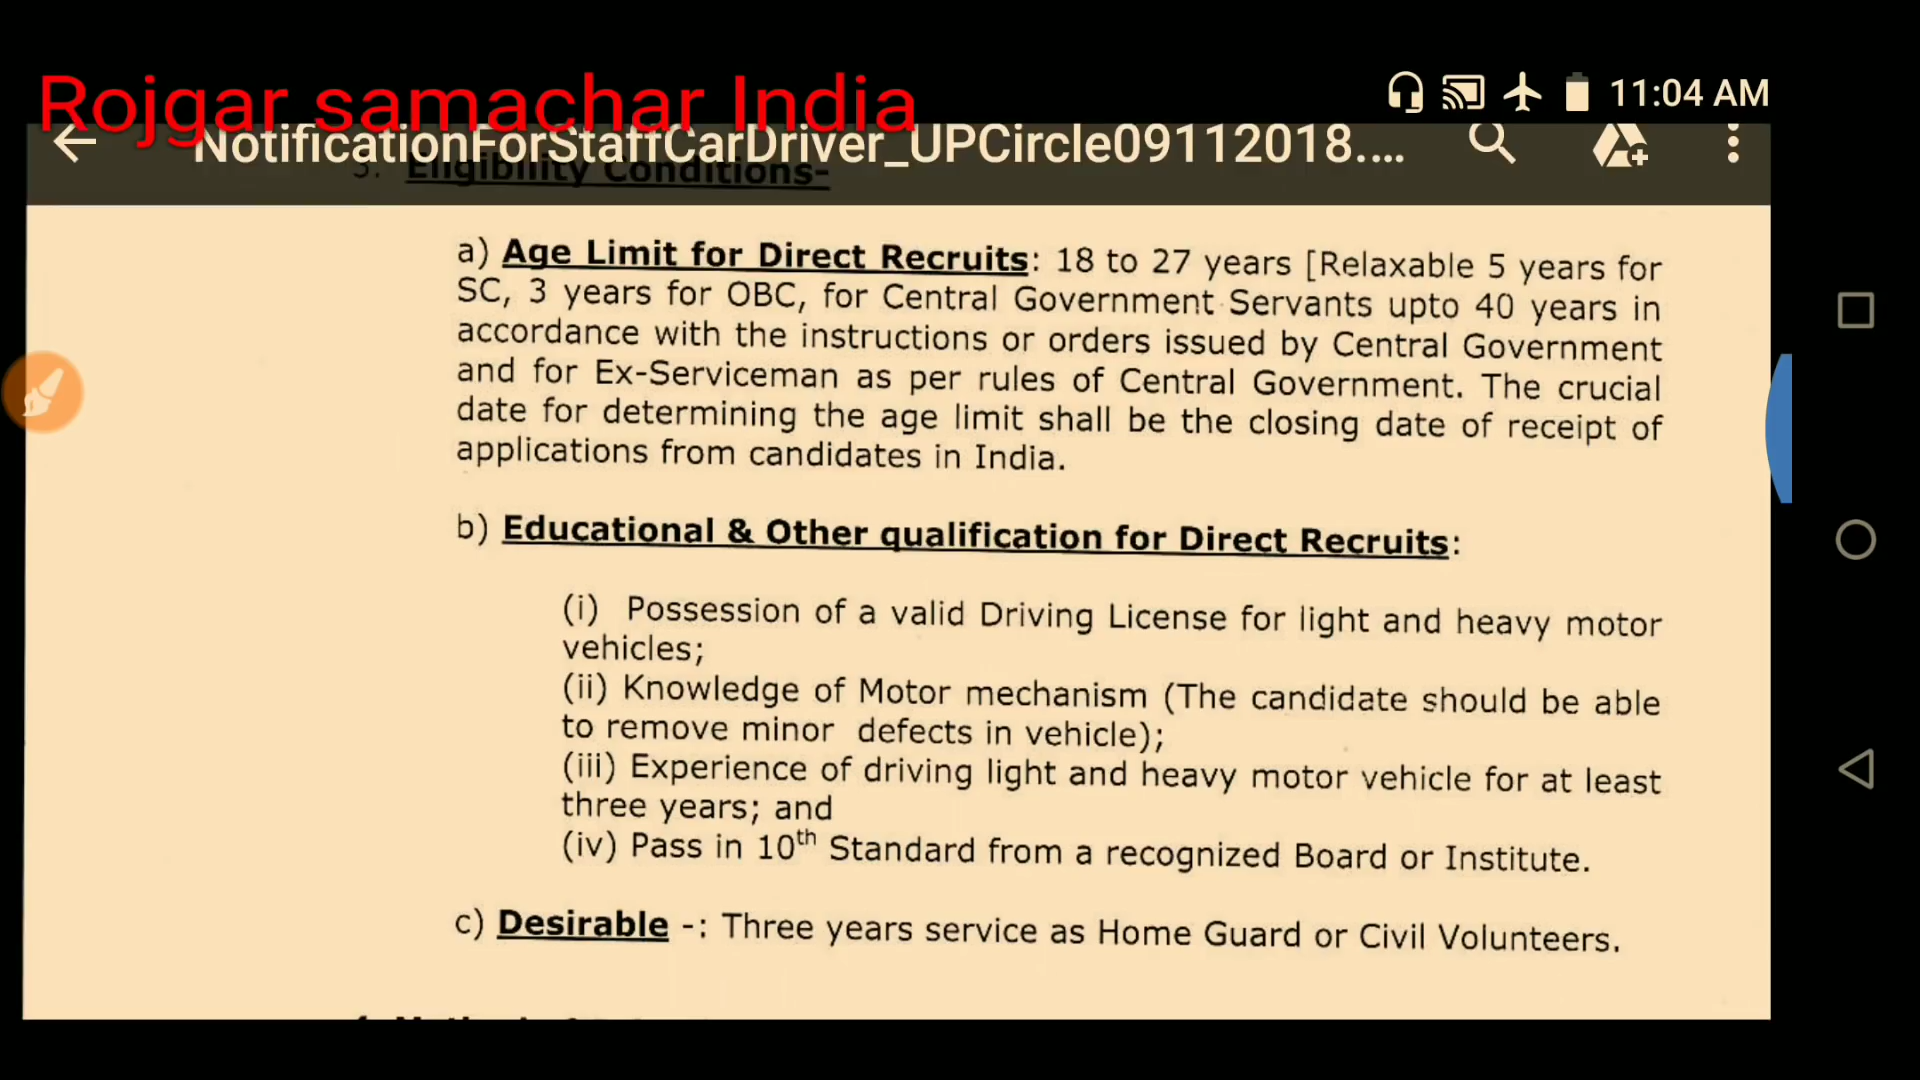 Rojgar samachar India
11:04 AM
NotificationForStaffCarDriver_UPCircle09112018....
5. Eligibility Conditions-
a) Age Limit for Direct Recruits: 18 to 27 years [Relaxable 5 years for
SC, 3 years for OBC, for Central Government Servants upto 40 years in
accordance with the instructions or orders issued by Central Government
and for Ex-Serviceman as per rules of Central Government. The crucial
date for determining the age limit shall be the closing date of receipt of
applications from candidates in India.
b) Educational & Other qualification for Direct Recruits:
(i) Possession of a valid Driving License for light and heavy motor
vehicles;
(ii) Knowledge of Motor mechanism (The candidate should be able
to remove minor defects in vehicle);
(iii) Experience of driving light and heavy motor vehicle for at least
three years; and
(iv) Pass in 10th Standard from a recognized Board or Institute.
c) Desirable -: Three years service as Home Guard or Civil Volunteers.